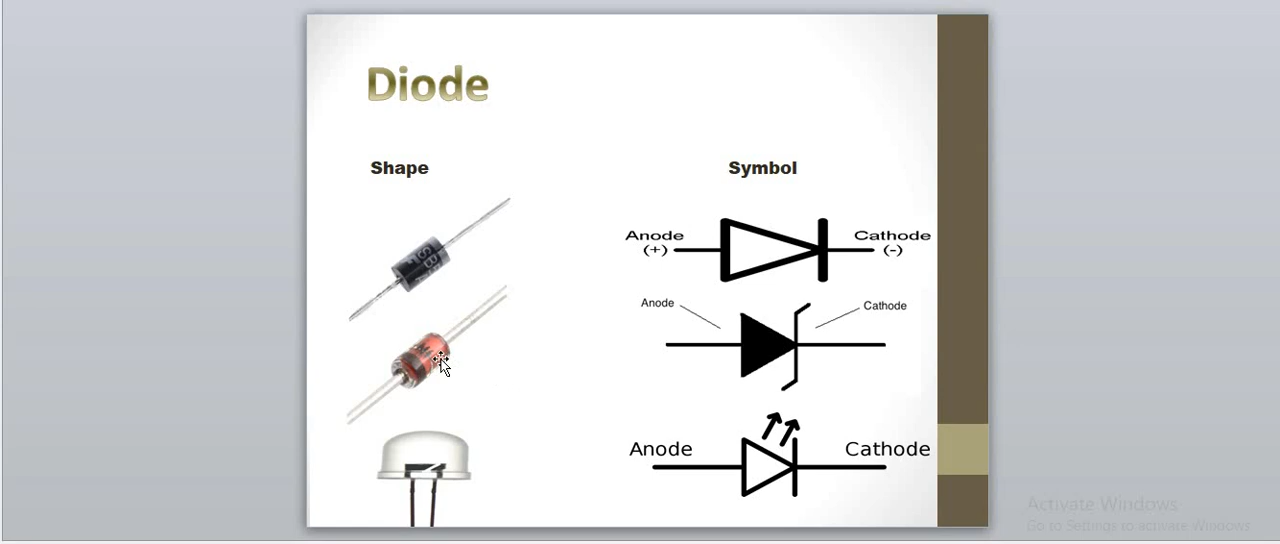 Diode
Shape
Symbol
Anode
(+)
Cathode
(-)
Anode
Cathode
Anode
Cathode
Activate Windows
Go to Settings to activate Windows.